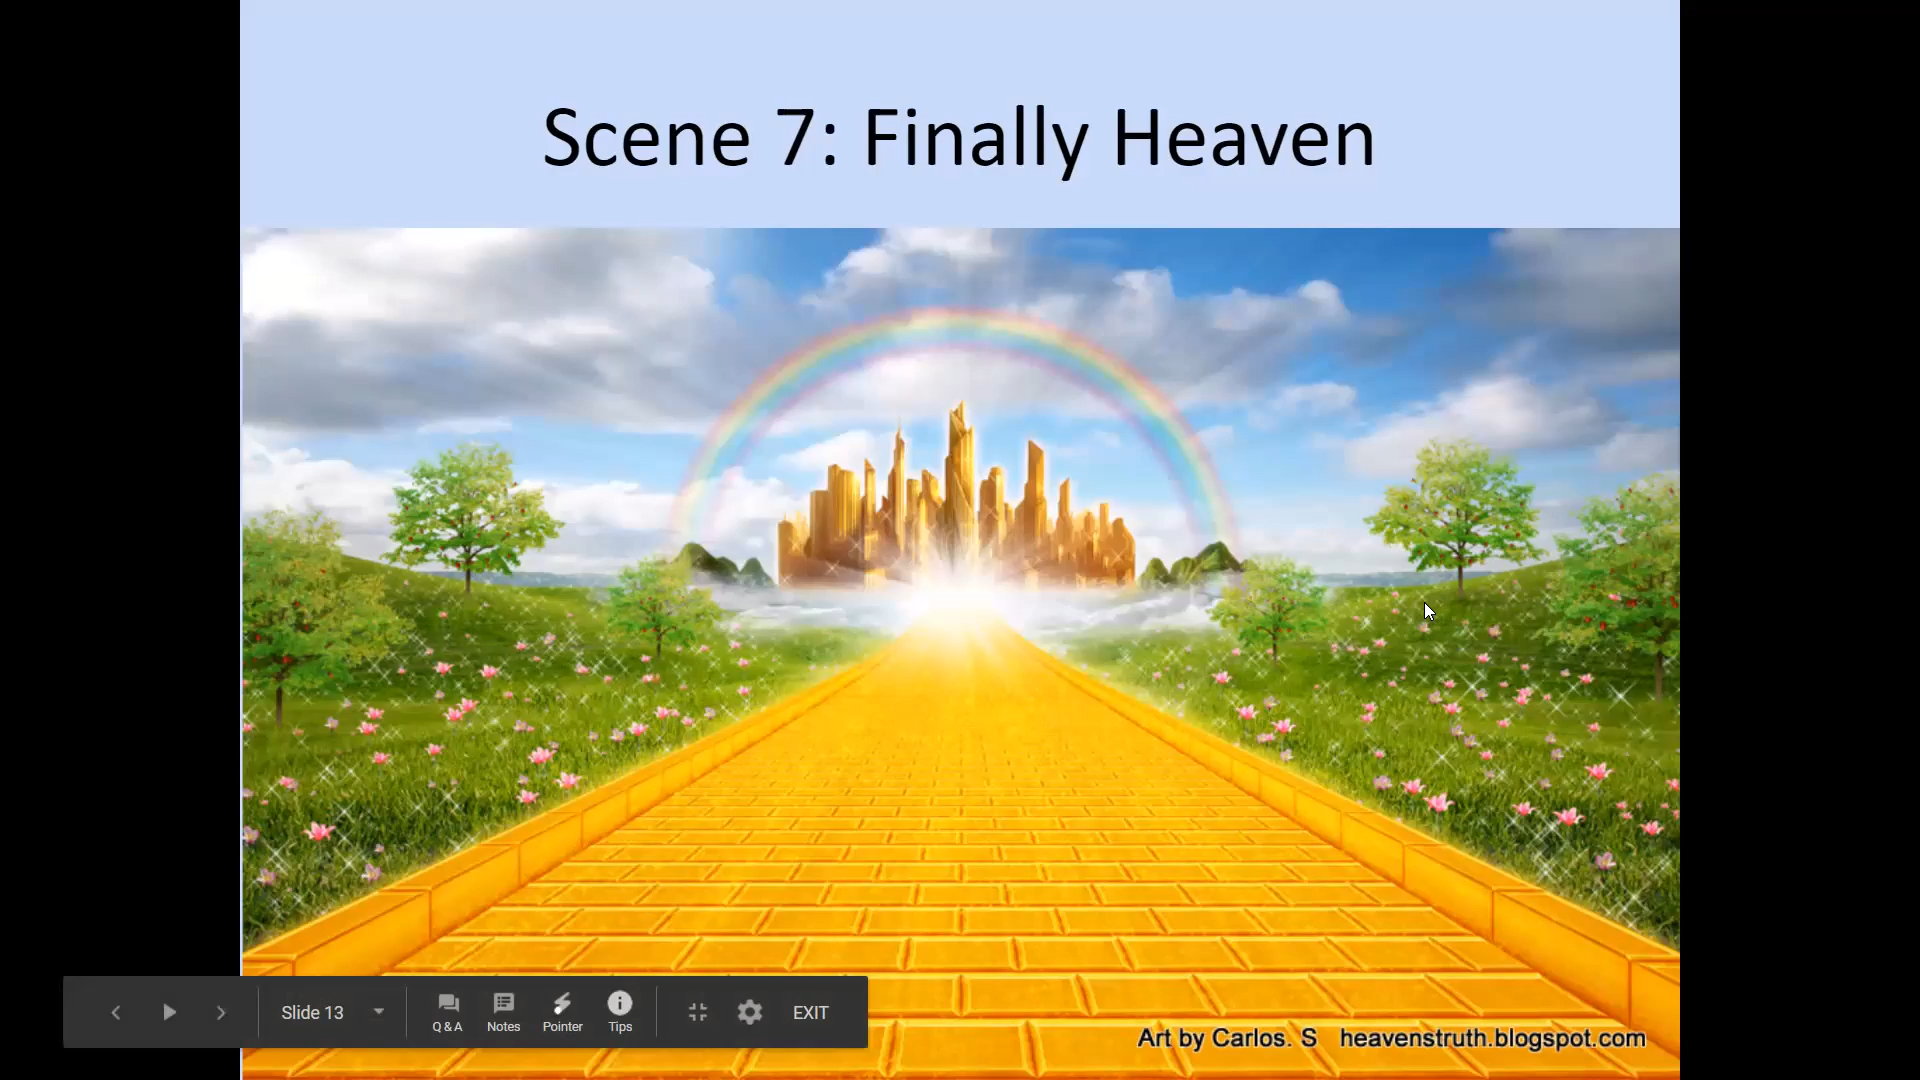 Scene 7: Finally Heaven
Slide 13
Q & A
Notes
Pointer
Tips
EXIT
Art by Carlos. S heavenstruth.blogspot.com